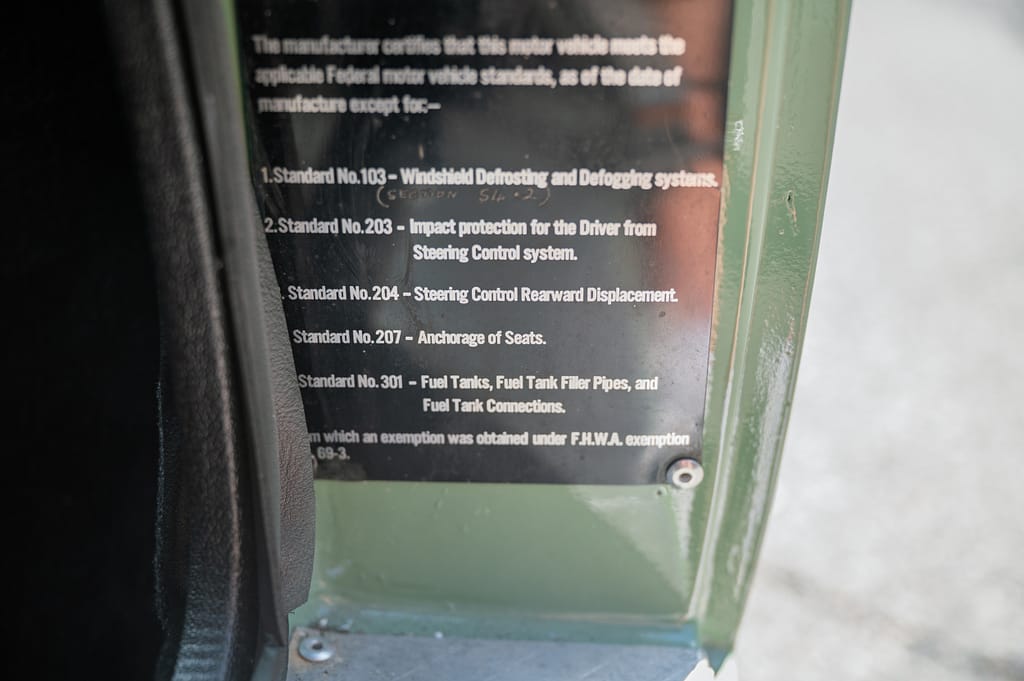 The manufacturer certifies that this motor vehicle meets the
applicable Federal motor vehicle standards, as of the date of
manufacture except for:—
1.Standard No.103 – Windshield Defrosting and Defogging systems.
(SECTION S4.2)
2.Standard No.203 – Impact protection for the Driver from
Steering Control system.
. Standard No.204 – Steering Control Rearward Displacement.
Standard No.207 – Anchorage of Seats.
Standard No.301 – Fuel Tanks, Fuel Tank Filler Pipes, and
Fuel Tank Connections.
m which an exemption was obtained under F.H.W.A. exemption
. 69-3.